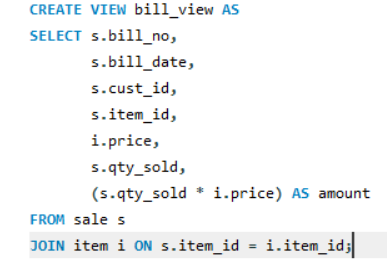 CREATE VIEW bill_view AS
SELECT s.bill_no,
s.bill_date,
s.cust_id,
s.item_id,
i.price,
s.qty_sold,
(s.qty_sold * i.price) AS amount
FROM sale s
JOIN item i ON s.item_id = i.item_id;